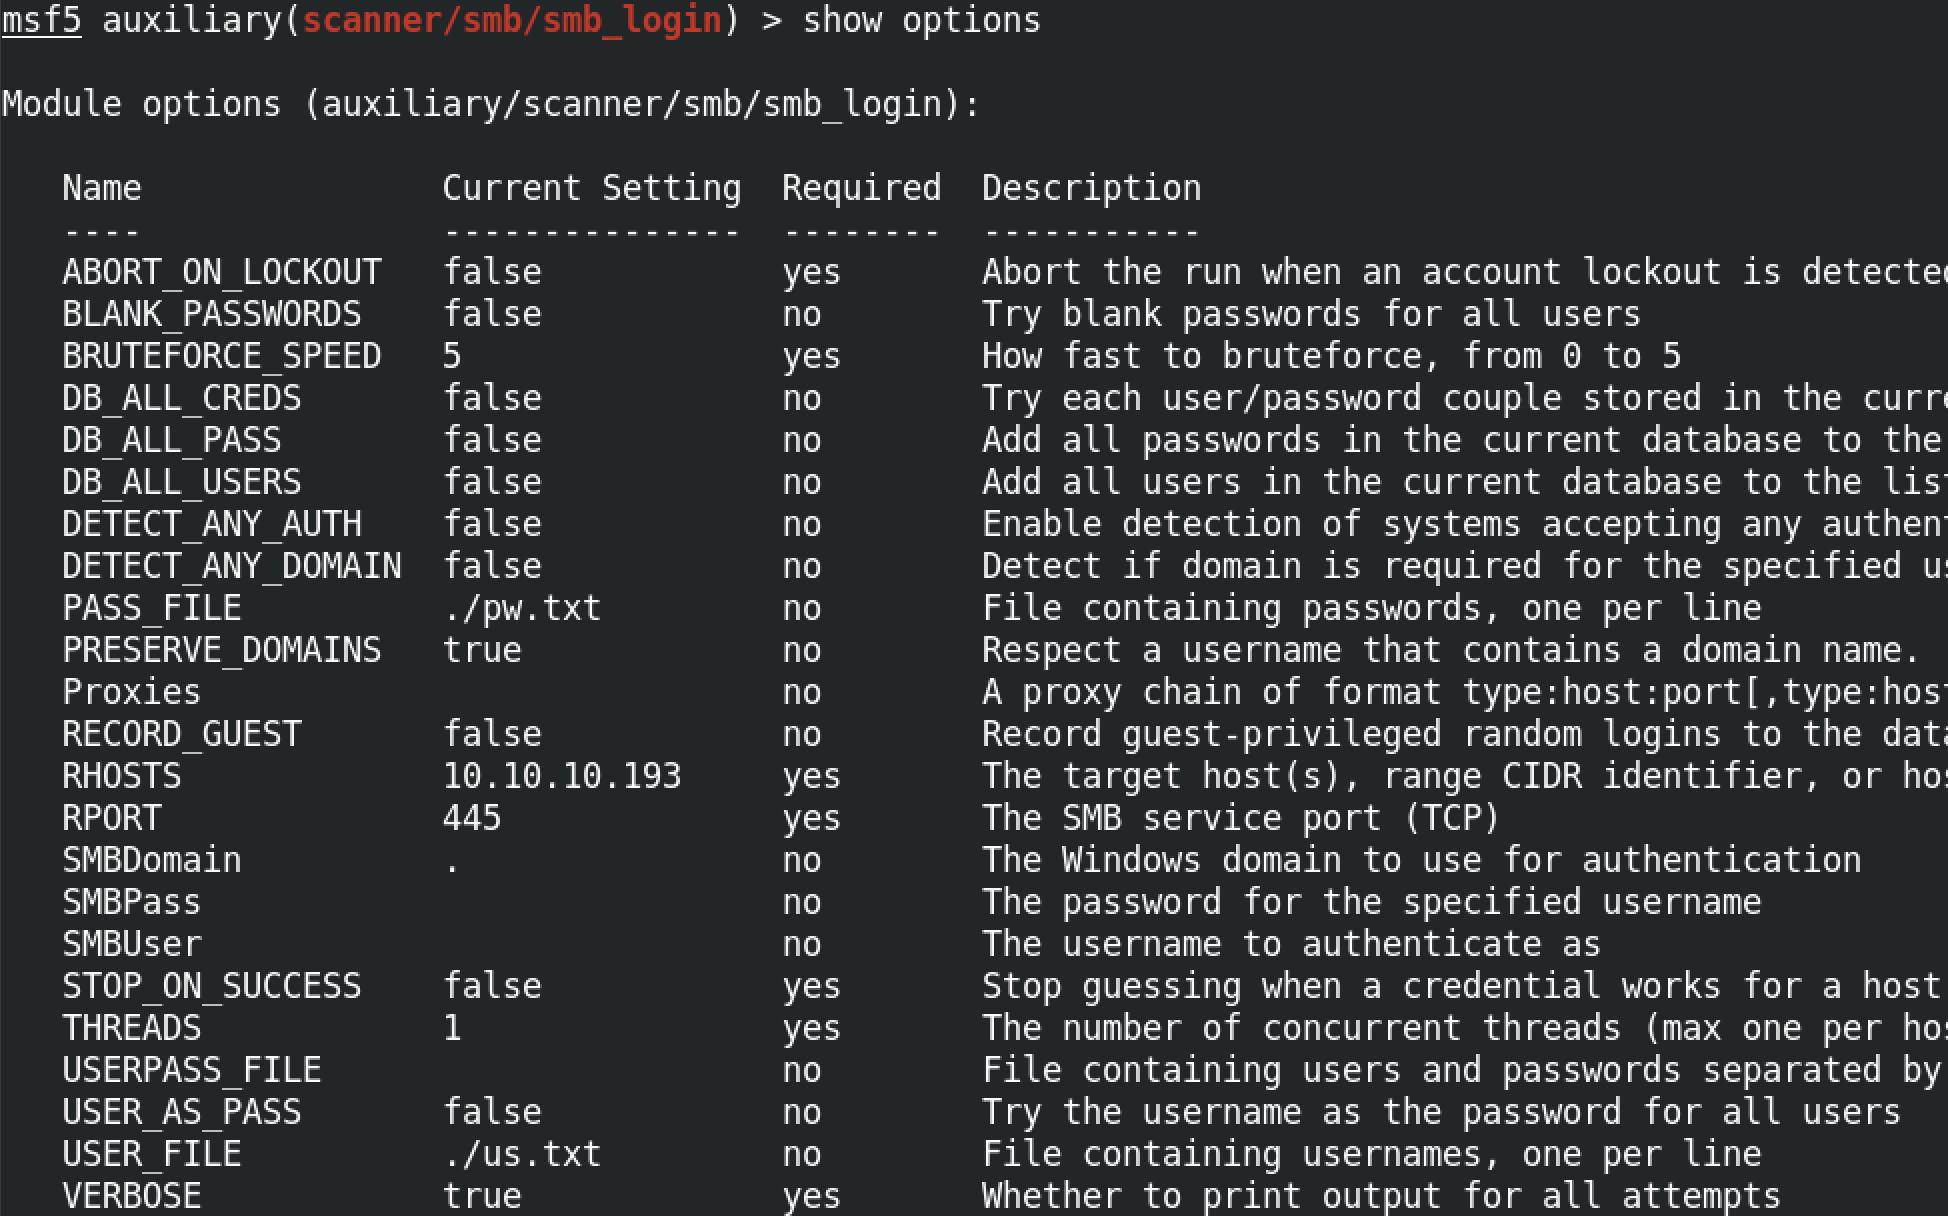 msf5 auxiliary(scanner/smb/smb_login) > show options
Module options (auxiliary/scanner/smb/smb_login):
Name Current Setting Required Description
---- --------------- -------- -----------
ABORT_ON_LOCKOUT false yes Abort the run when an account lockout is detected
BLANK_PASSWORDS false no Try blank passwords for all users
BRUTEFORCE_SPEED 5 yes How fast to bruteforce, from 0 to 5
DB_ALL_CREDS false no Try each user/password couple stored in the curre
DB_ALL_PASS false no Add all passwords in the current database to the
DB_ALL_USERS false no Add all users in the current database to the list
DETECT_ANY_AUTH false no Enable detection of systems accepting any authent
DETECT_ANY_DOMAIN false no Detect if domain is required for the specified us
PASS_FILE ./pw.txt no File containing passwords, one per line
PRESERVE_DOMAINS true no Respect a username that contains a domain name.
Proxies no A proxy chain of format type:host:port[,type:host
RECORD_GUEST false no Record guest-privileged random logins to the data
RHOSTS 10.10.10.193 yes The target host(s), range CIDR identifier, or hos
RPORT 445 yes The SMB service port (TCP)
SMBDomain . no The Windows domain to use for authentication
SMBPass no The password for the specified username
SMBUser no The username to authenticate as
STOP_ON_SUCCESS false yes Stop guessing when a credential works for a host
THREADS 1 yes The number of concurrent threads (max one per hos
USERPASS_FILE no File containing users and passwords separated by
USER_AS_PASS false no Try the username as the password for all users
USER_FILE ./us.txt no File containing usernames, one per line
VERBOSE true yes Whether to print output for all attempts